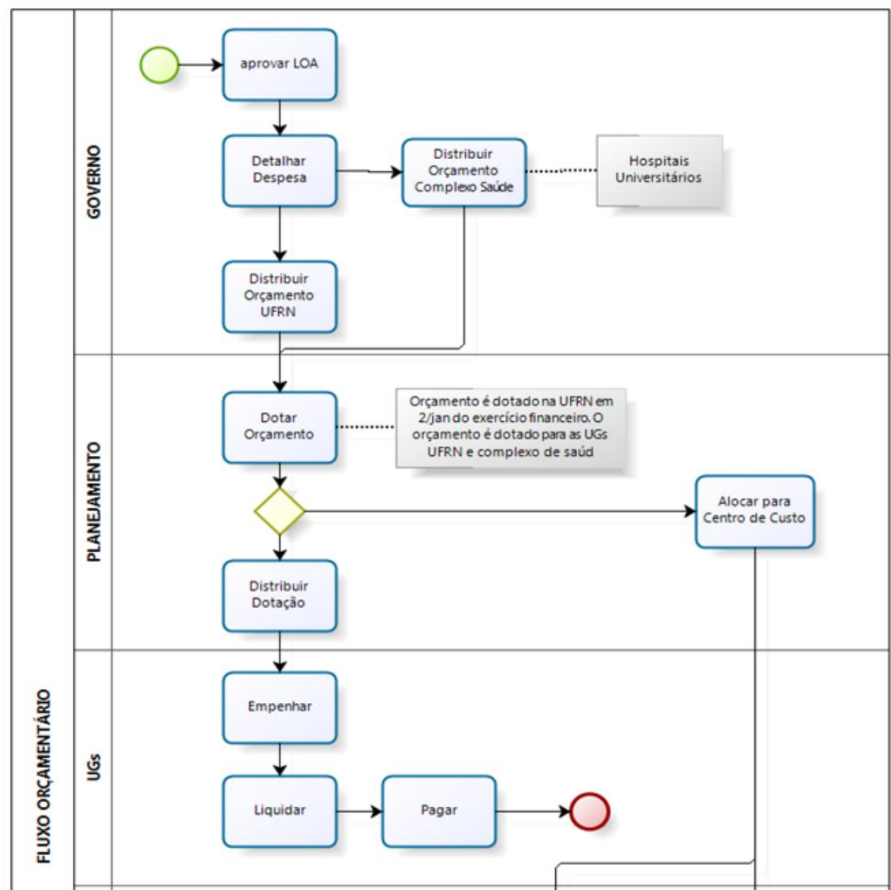 FLUXO ORÇAMENTÁRIO
GOVERNO
aprovar LOA
Detalhar
Despesa
Distribuir
Orçamento
Complexo Saúde
Hospitais
Universitários
Distribuir
Orçamento
UFRN
PLANEJAMENTO
Dotar
Orçamento
Orçamento é dotado na UFRN em
2/jan do exercício financeiro. O
orçamento é dotado para as UGs
UFRN e complexo de saúd
Alocar para
Centro de Custo
Distribuir
Dotação
UGs
Empenhar
Liquidar
Pagar